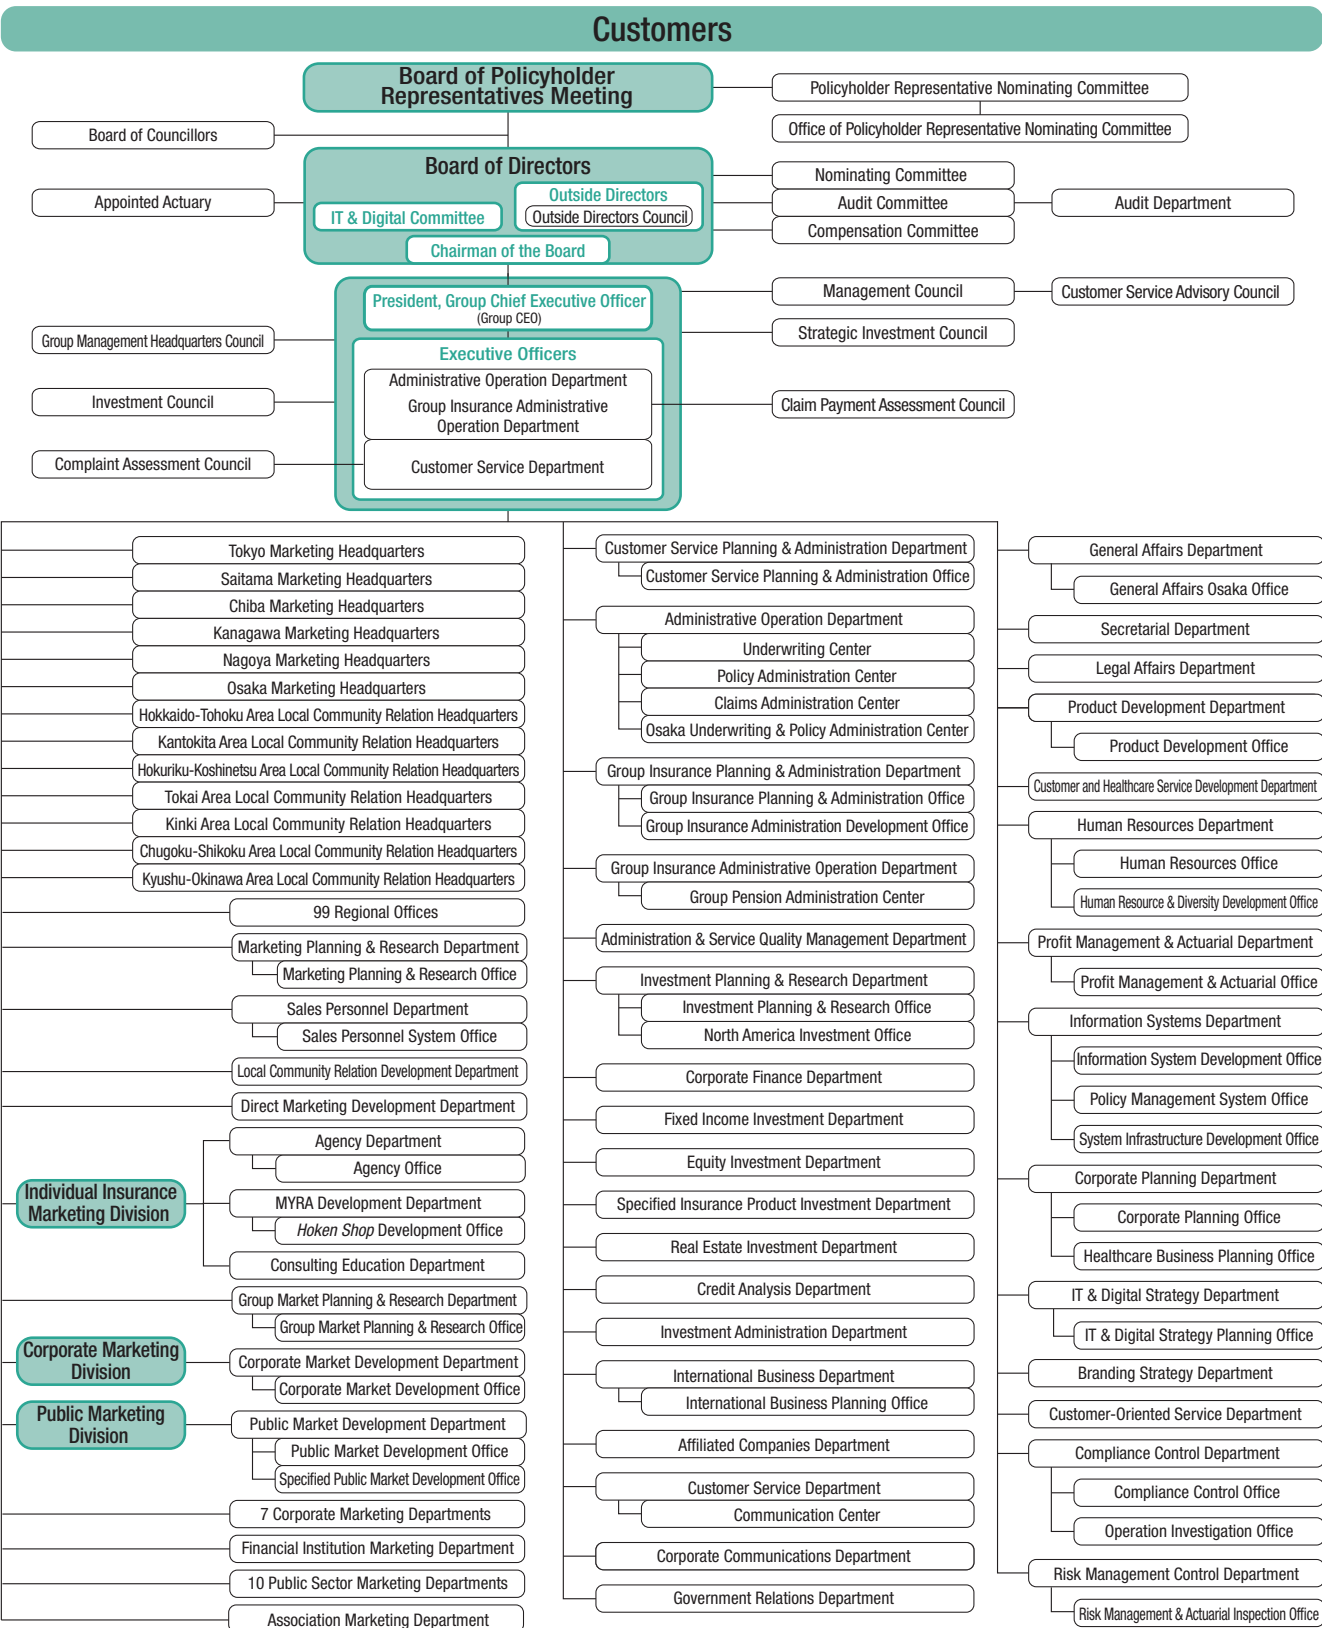 Customers
Board of Policyholder
Representatives Meeting
Policyholder Representative Nominating Committee
Office of Policyholder Representative Nominating Committee
Board of Councillors
Board of Directors
Appointed Actuary
IT & Digital Committee
Outside Directors
Outside Directors Council
Chairman of the Board
Nominating Committee
Audit Committee
Audit Department
Compensation Committee
President, Group Chief Executive Officer
(Group CEO)
Management Council
Customer Service Advisory Council
Strategic Investment Council
Group Management Headquarters Council
Executive Officers
Administrative Operation Department
Group Insurance Administrative
Operation Department
Investment Council
Claim Payment Assessment Council
Complaint Assessment Council
Customer Service Department
Tokyo Marketing Headquarters
Saitama Marketing Headquarters
Chiba Marketing Headquarters
Kanagawa Marketing Headquarters
Nagoya Marketing Headquarters
Osaka Marketing Headquarters
Hokkaido-Tohoku Area Local Community Relation Headquarters
Kantokita Area Local Community Relation Headquarters
Hokuriku-Koshinetsu Area Local Community Relation Headquarters
Tokai Area Local Community Relation Headquarters
Kinki Area Local Community Relation Headquarters
Chugoku-Shikoku Area Local Community Relation Headquarters
Kyushu-Okinawa Area Local Community Relation Headquarters
99 Regional Offices
Marketing Planning & Research Department
Marketing Planning & Research Office
Sales Personnel Department
Sales Personnel System Office
Local Community Relation Development Department
Direct Marketing Development Department
Individual Insurance
Marketing Division
Agency Department
Agency Office
MYRA Development Department
Hoken Shop Development Office
Consulting Education Department
Group Market Planning & Research Department
Group Market Planning & Research Office
Corporate Marketing
Division
Corporate Market Development Department
Corporate Market Development Office
Public Marketing
Division
Public Market Development Department
Public Market Development Office
Specified Public Market Development Office
7 Corporate Marketing Departments
Financial Institution Marketing Department
10 Public Sector Marketing Departments
Association Marketing Department
Customer Service Planning & Administration Department
Customer Service Planning & Administration Office
Administrative Operation Department
Underwriting Center
Policy Administration Center
Claims Administration Center
Osaka Underwriting & Policy Administration Center
Group Insurance Planning & Administration Department
Group Insurance Planning & Administration Office
Group Insurance Administration Development Office
Group Insurance Administrative Operation Department
Group Pension Administration Center
Administration & Service Quality Management Department
Investment Planning & Research Department
Investment Planning & Research Office
North America Investment Office
Corporate Finance Department
Fixed Income Investment Department
Equity Investment Department
Specified Insurance Product Investment Department
Real Estate Investment Department
Credit Analysis Department
Investment Administration Department
International Business Department
International Business Planning Office
Affiliated Companies Department
Customer Service Department
Communication Center
Corporate Communications Department
Government Relations Department
General Affairs Department
General Affairs Osaka Office
Secretarial Department
Legal Affairs Department
Product Development Department
Product Development Office
Customer and Healthcare Service Development Department
Human Resources Department
Human Resources Office
Human Resource & Diversity Development Office
Profit Management & Actuarial Department
Profit Management & Actuarial Office
Information Systems Department
Information System Development Office
Policy Management System Office
System Infrastructure Development Office
Corporate Planning Department
Corporate Planning Office
Healthcare Business Planning Office
IT & Digital Strategy Department
IT & Digital Strategy Planning Office
Branding Strategy Department
Customer-Oriented Service Department
Compliance Control Department
Compliance Control Office
Operation Investigation Office
Risk Management Control Department
Risk Management & Actuarial Inspection Office